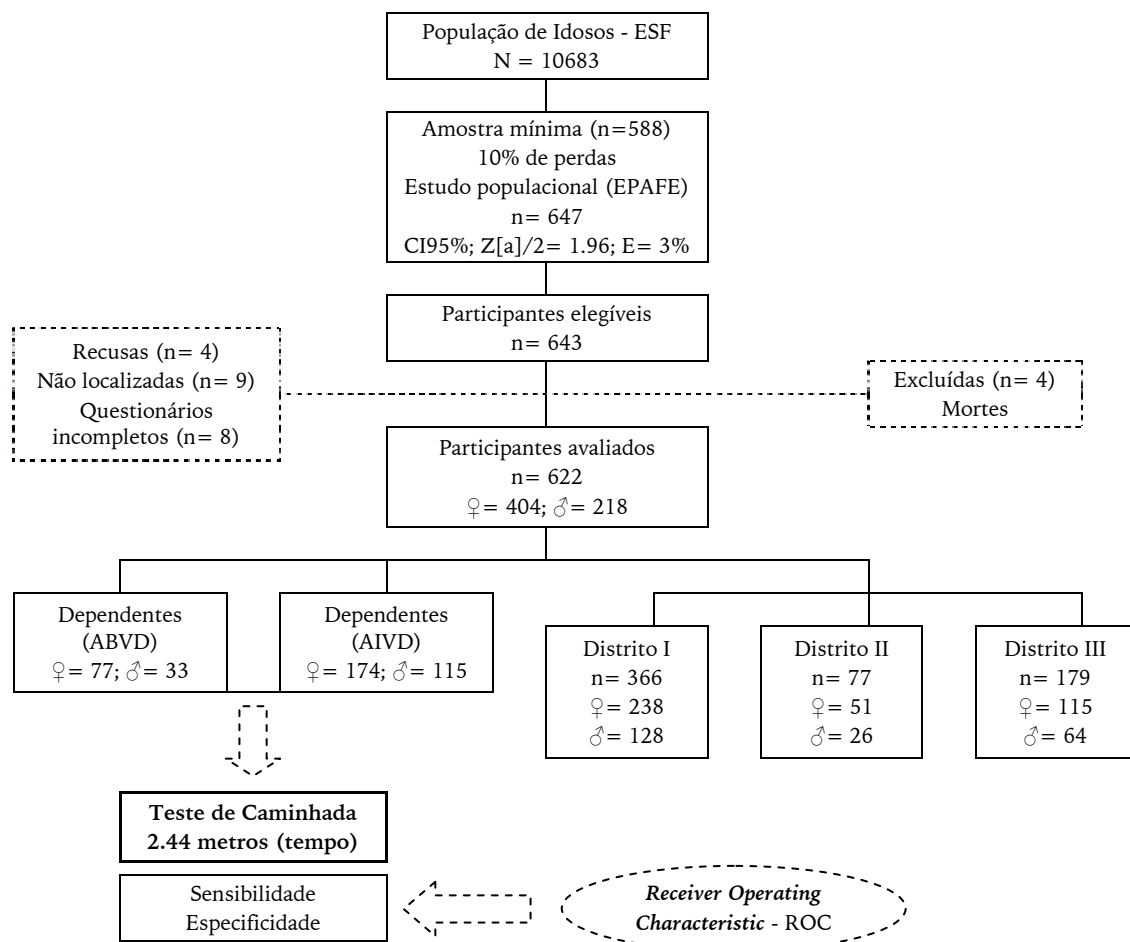 População de Idosos - ESF
N = 10683
Amostra mínima (n=588)
10% de perdas
Estudo populacional (EPAFE)
n= 647
CI95%; Z[a]/2= 1.96; E= 3%
Participantes elegíveis
n= 643
Recusas (n= 4)
Não localizadas (n= 9)
Questionários
incompletos (n= 8)
Excluídas (n= 4)
Mortes
Participantes avaliados
n= 622
♀= 404; ♂= 218
Dependentes
(ABVD)
♀= 77; ♂= 33
Dependentes
(AIVD)
♀= 174; ♂= 115
Distrito I
n= 366
♀= 238
♂= 128
Distrito II
n= 77
♀= 51
♂= 26
Distrito III
n= 179
♀= 115
♂= 64
Teste de Caminhada
2.44 metros (tempo)
Sensibilidade
Especificidade
Receiver Operating
Characteristic - ROC